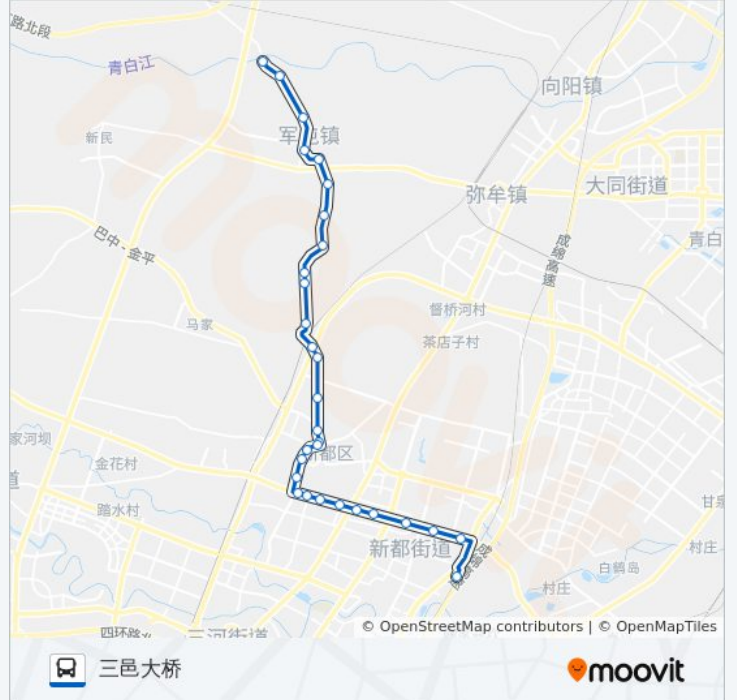 路北段
青白江
向阳镇
新民
军屯镇
大同街道
弥牟镇
青白
巴中 - 金平
成绵高速
督桥河村
马家
茶店子村
家河坝
新都区
金花村
道
踏水村
甘泉
新都街道
村庄
白鹤岛
村庄
四环路
三河街道
© OpenStreetMap contributors | © OpenMapTiles
三邑大桥
moovit